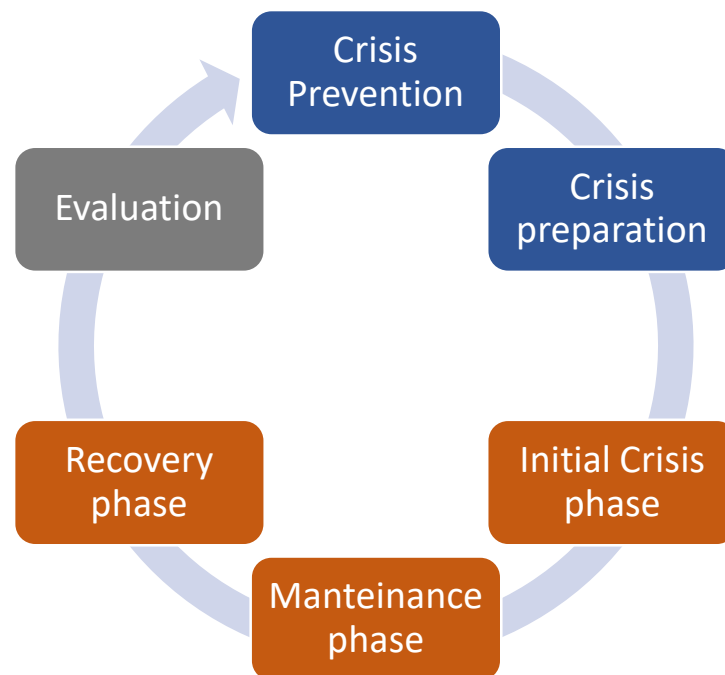 Crisis
Prevention
Crisis
preparation
Initial Crisis
phase
Manteinance
phase
Recovery
phase
Evaluation